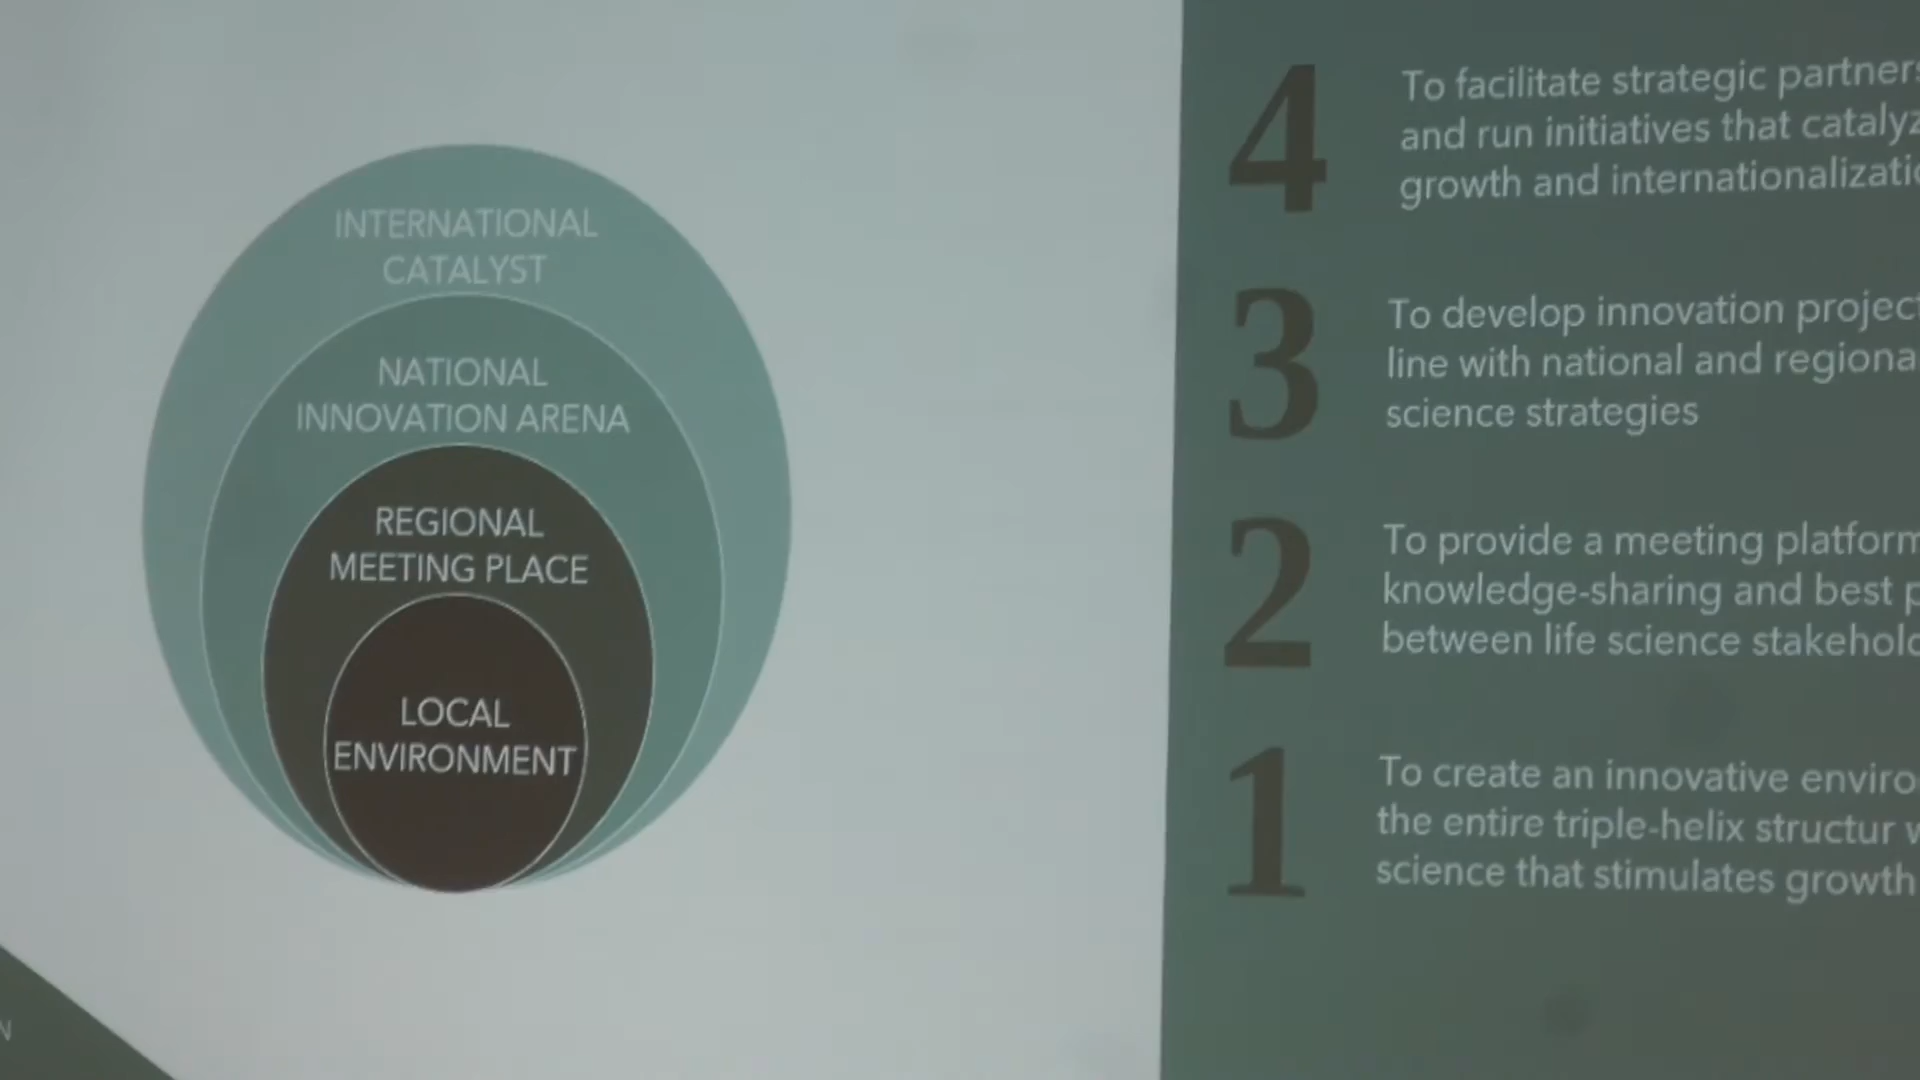 INTERNATIONAL
CATALYST
NATIONAL
INNOVATION ARENA
REGIONAL
MEETING PLACE
LOCAL
ENVIRONMENT
4
To facilitate strategic
and run initiatives that
growth and
3
To develop innovation
line with national and
science strategies
2
To provide a meeting platform
knowledge-sharing and best
between life science
1
To create an innovative
the entire triple-helix structur
science that stimulates growth